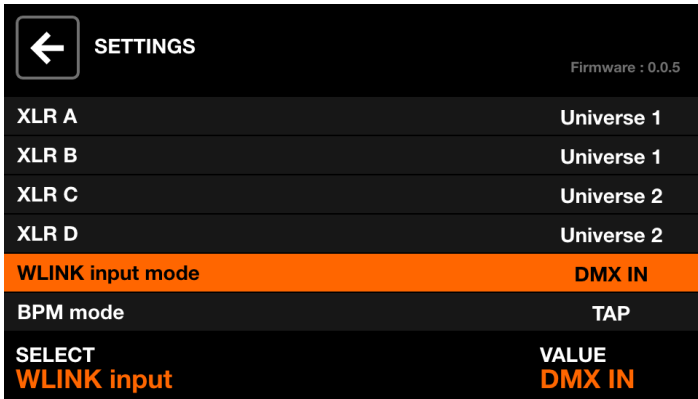 SETTINGS
Firmware : 0.0.5
XLR A Universe 1
XLR B Universe 1
XLR C Universe 2
XLR D Universe 2
WLINK input mode DMX IN
BPM mode TAP
SELECT VALUE
WLINK input DMX IN